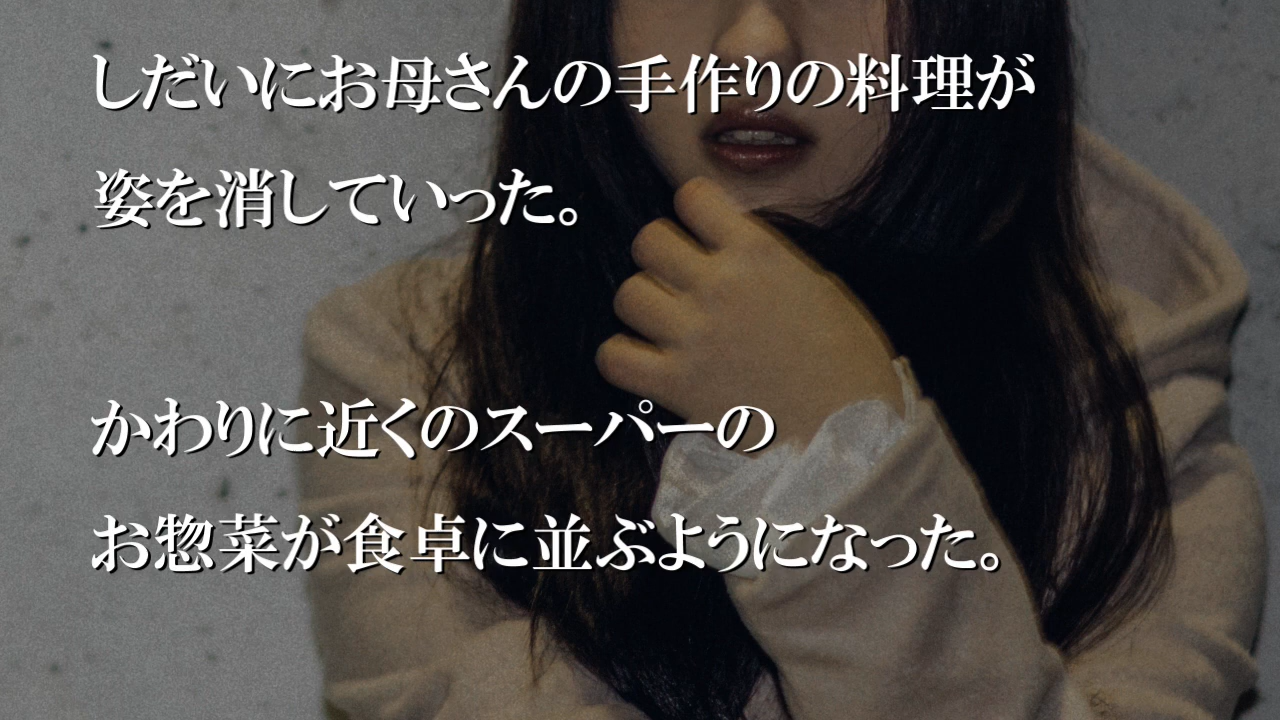 しだいにお母さんの手作りの料理が
姿を消していった。
かわりに近くのスーパーの
お惣菜が食卓に並ぶようになった。